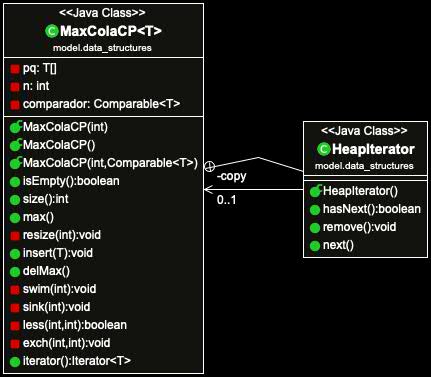 <<Java Class>>
MaxColaCP<T>
model.data_structures
pq: T[]
n: int
comparador: Comparable<T>
MaxColaCP(int)
MaxColaCP()
MaxColaCP(int,Comparable<T>)
isEmpty():boolean
size():int
max()
resize(int):void
insert(T):void
delMax()
swim(int):void
sink(int):void
less(int,int):boolean
exch(int,int):void
iterator():Iterator<T>
-copy
0..1
<<Java Class>>
HeapIterator
model.data_structures
HeapIterator()
hasNext():boolean
remove():void
next()